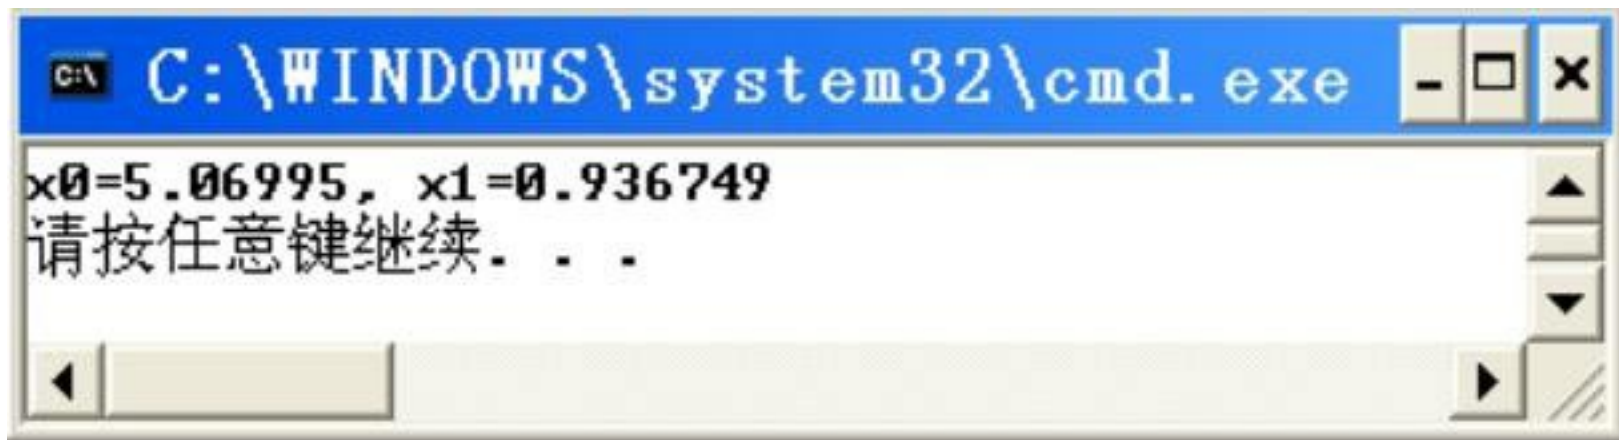 C:\WINDOWS\system32\cmd.exe
x0=5.06995, x1=0.936749
请按任意键继续. . .